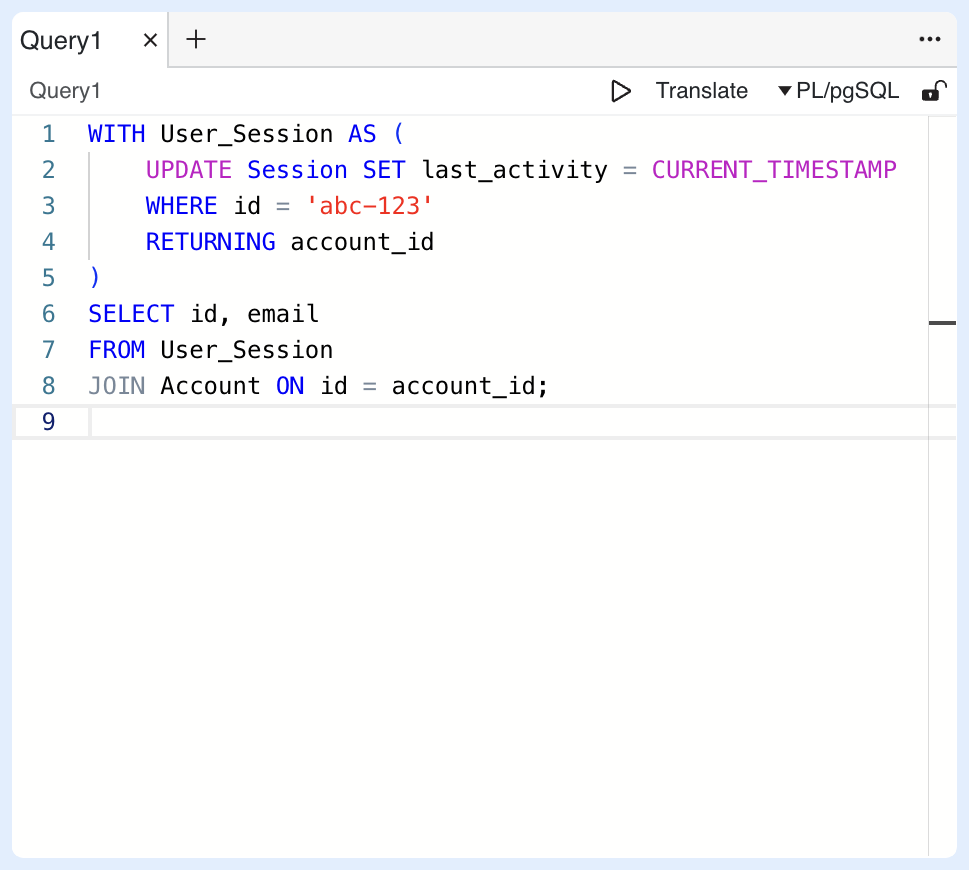 Query1 × +  •••
Query1 Translate ▼PL/pgSQL
1 WITH User_Session AS (
2     UPDATE Session SET last_activity = CURRENT_TIMESTAMP
3     WHERE id = 'abc-123'
4     RETURNING account_id
5 )
6 SELECT id, email
7 FROM User_Session
8 JOIN Account ON id = account_id;
9